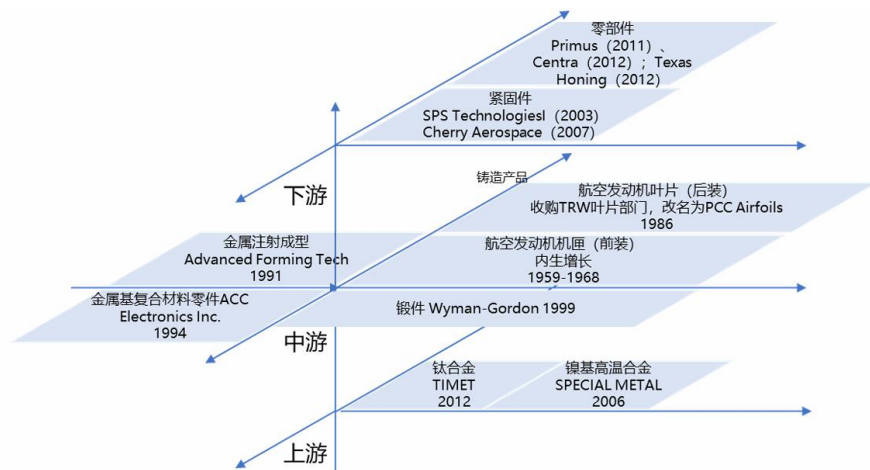 零部件
Primus（2011）、
Centra（2012）；Texas
Honing（2012）
紧固件
SPS Technologiesl（2003）
Cherry Aerospace（2007）
下游
铸造产品
航空发动机叶片（后装）
收购TRW叶片部门，改名为PCC Airfoils
1986
金属注射成型
Advanced Forming Tech
1991
航空发动机机匣（前装）
内生增长
1959-1968
金属基复合材料零件ACC
Electronics Inc.
1994
锻件 Wyman-Gordon 1999
中游
钛合金
TIMET
2012
镍基高温合金
SPECIAL METAL
2006
上游